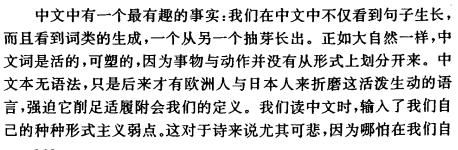 中文中有一个最有趣的事实:我们在中文中不仅看到句子生长,
而且看到词类的生成,一个从另一个抽芽长出。正如大自然一样,中
文词是活的,可塑的,因为事物与动作并没有从形式上划分开来。中
文本无语法,只是后来才有欧洲人与日本人来折磨这活泼生动的语
言,强迫它削足适履附会我们的定义。我们读中文时,输入了我们自
己的种种形式主义弱点。这对于诗来说尤其可悲,因为哪怕在我们自